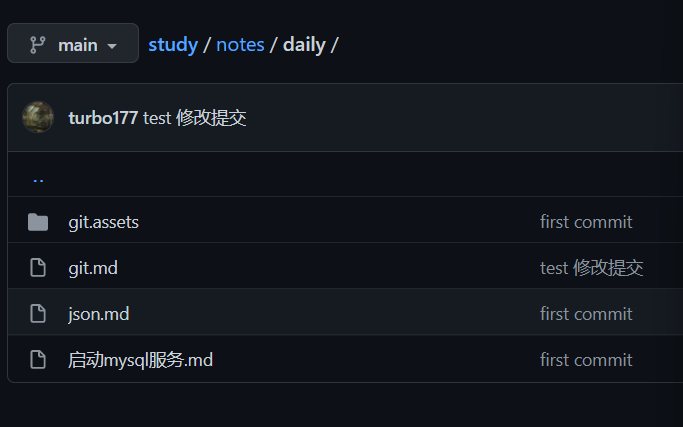 main study / notes / daily /
turbo177 test 修改提交
..
git.assets first commit
git.md test 修改提交
json.md first commit
启动mysql服务.md first commit